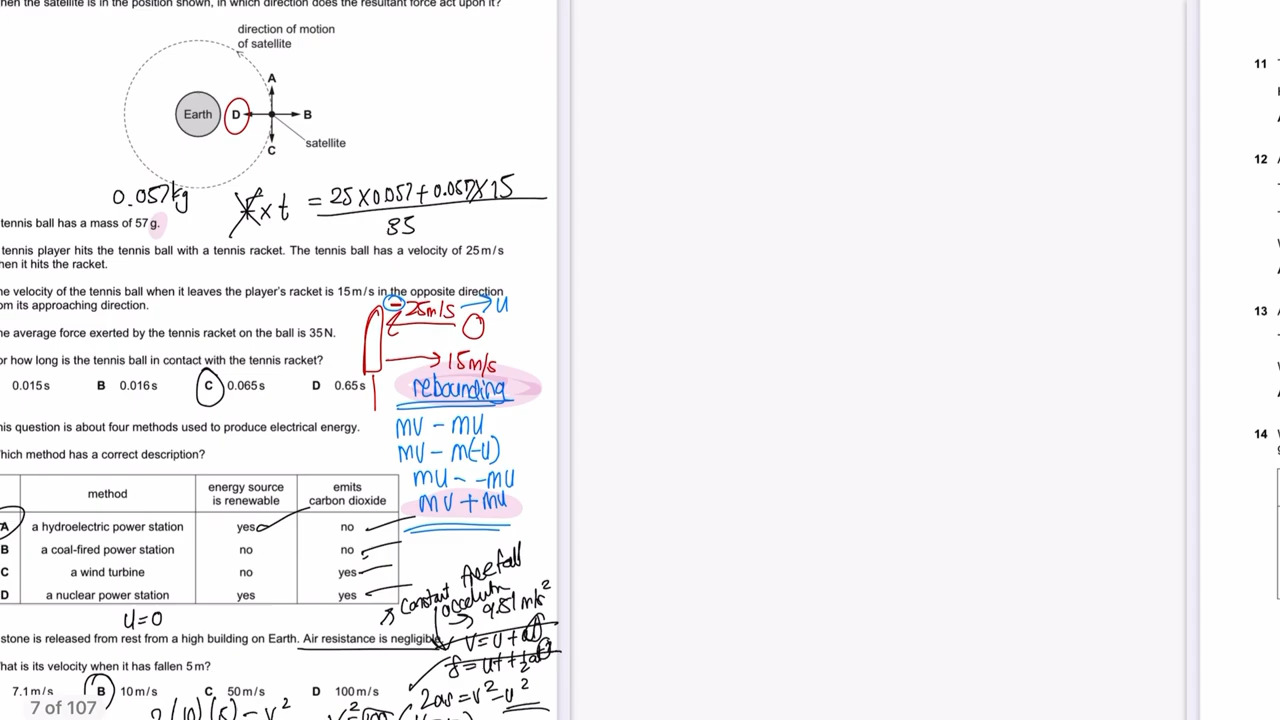 hen the satellite is in the position shown, in which direction does the resultant force act upon it?
direction of motion
of satellite
A
Earth
D
B
satellite
C
0.057kg
x t = 25 X 0.057 + 0.057 X 15
35
tennis ball has a mass of 57 g.
tennis player hits the tennis ball with a tennis racket. The tennis ball has a velocity of 25 m/s
hen it hits the racket.
he velocity of the tennis ball when it leaves the player's racket is 15 m/s in the opposite direction
om its approaching direction.
- 25m/s u
he average force exerted by the tennis racket on the ball is 35 N.
or how long is the tennis ball in contact with the tennis racket?
15m/s
0.015 s B 0.016 s C 0.065 s D 0.65 s
rebounding
mv - mu
mv - m(-u)
mu - -mu
mv + mu
his question is about four methods used to produce electrical energy.
hich method has a correct description?
method energy source is renewable emits carbon dioxide
A a hydroelectric power station yes no
B a coal-fired power station no no
C a wind turbine no yes
D a nuclear power station yes yes
free fall
constant
9.81 m/s²
u=0
stone is released from rest from a high building on Earth. Air resistance is negligible
v = u + at
s = ut + ½at²
hat is its velocity when it has fallen 5 m?
7.1 m/s B 10 m/s C 50 m/s D 100 m/s
2as = v² - u²
2(10)(5) = v²
7 of 107
11
12
13
14